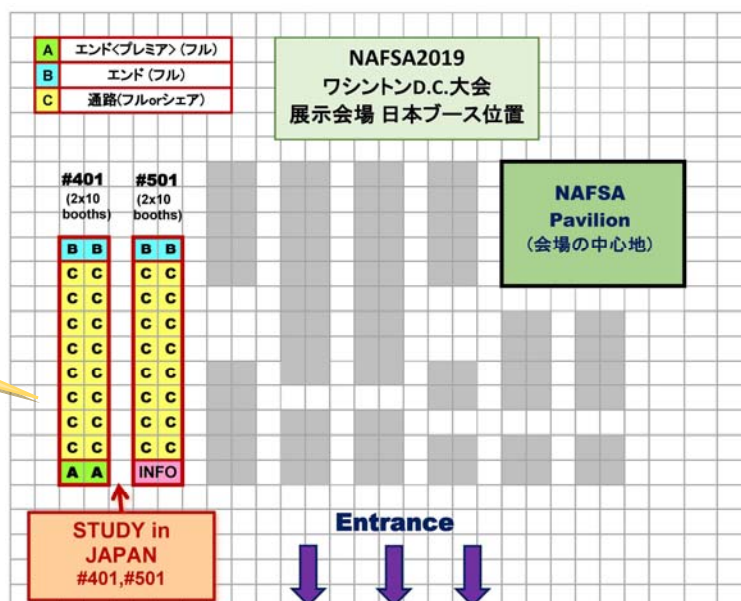 A エンド<プレミア>(フル)
B エンド(フル)
C 通路(フルorシェア)
NAFSA2019
ワシントンD.C.大会
展示会場 日本ブース位置
#401 #501
(2x10 (2x10
booths) booths)
NAFSA
Pavilion
(会場の中心地)
B B B B
C C C C
C C C C
C C C C
C C C C
C C C C
C C C C
C C C C
C C C C
A A INFO
STUDY in
JAPAN
#401,#501
Entrance